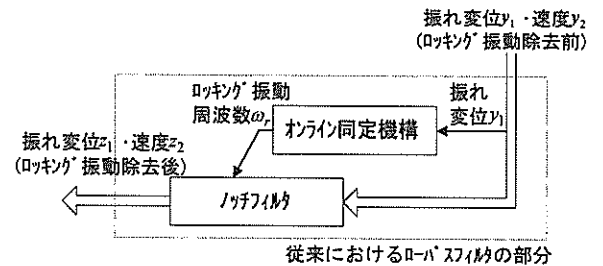 振れ変位y₁・速度y₂
(ロッキング振動除去前)
ロッキング振動
周波数ωᵣ
オンライン同定機構
振れ
変位y₁
振れ変位z₁・速度z₂
(ロッキング振動除去後)
ノッチフィルタ
従来におけるローパスフィルタの部分